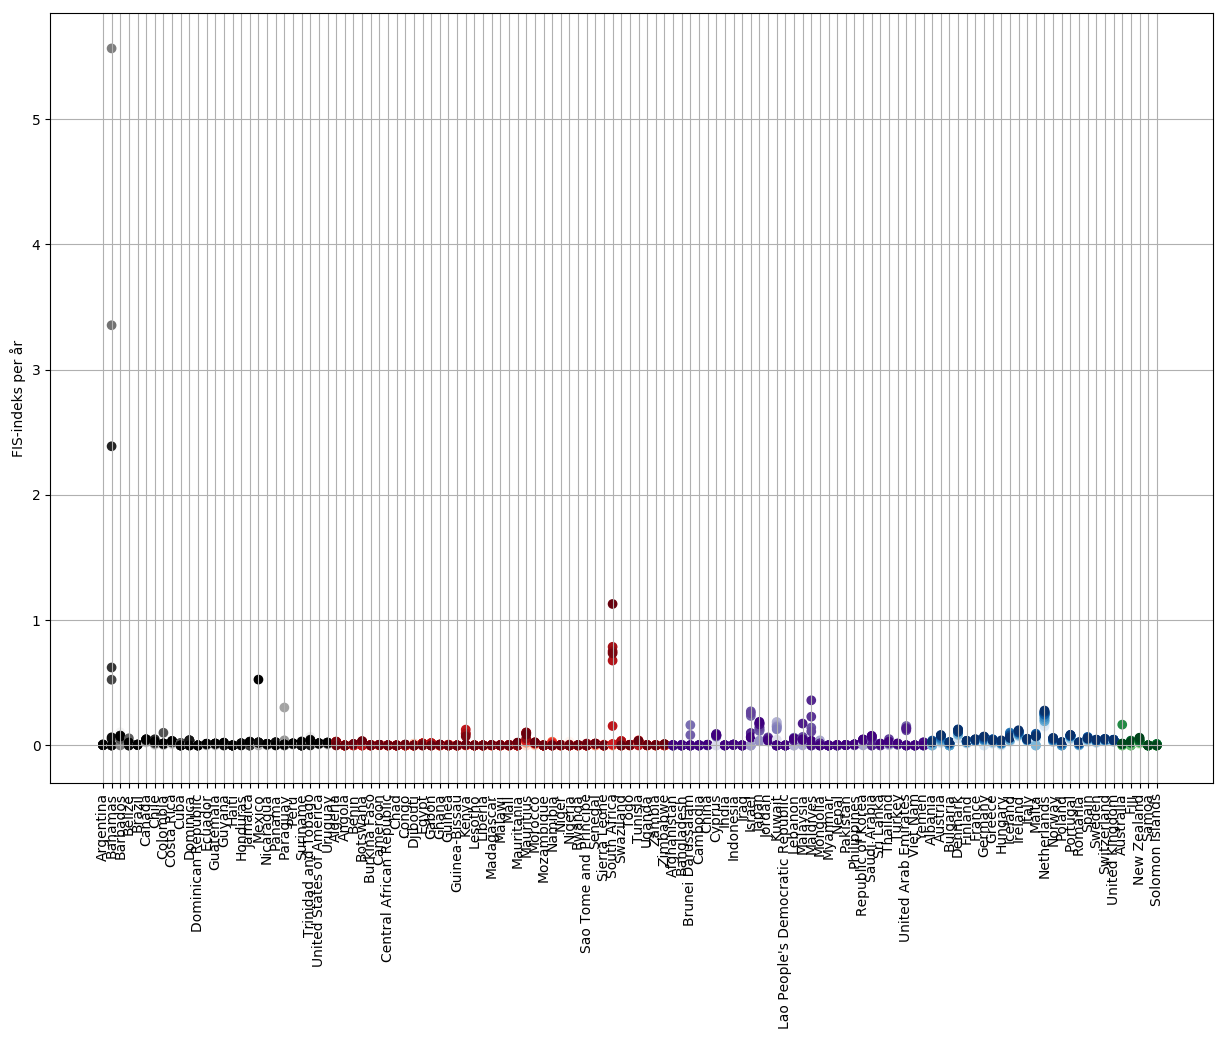 FIS-indeks per år
5
4
3
2
1
0
Argentina
Bahamas
Barbados
Belize
Brazil
Canada
Chile
Colombia
Costa Rica
Cuba
Dominica
Dominican Republic
Ecuador
Guatemala
Guyana
Haiti
Honduras
Jamaica
Mexico
Nicaragua
Panama
Paraguay
Peru
Suriname
Trinidad and Tobago
United States of America
Uruguay
Algeria
Angola
Benin
Botswana
Burkina Faso
Cameroon
Central African Republic
Chad
Congo
Djibouti
Egypt
Gabon
Ghana
Guinea
Guinea-Bissau
Kenya
Lesotho
Liberia
Madagascar
Malawi
Mali
Mauritania
Mauritius
Morocco
Mozambique
Namibia
Niger
Nigeria
Rwanda
Sao Tome and Principe
Senegal
Sierra Leone
South Africa
Swaziland
Togo
Tunisia
Uganda
Zambia
Zimbabwe
Afghanistan
Bangladesh
Brunei Darussalam
Cambodia
China
Cyprus
India
Indonesia
Iraq
Israel
Japan
Jordan
Kuwait
Lao People's Democratic Republic
Lebanon
Malaysia
Maldives
Mongolia
Myanmar
Nepal
Pakistan
Philippines
Republic of Korea
Saudi Arabia
Sri Lanka
Thailand
Turkey
United Arab Emirates
Viet Nam
Yemen
Albania
Austria
Bulgaria
Denmark
Finland
France
Germany
Greece
Hungary
Iceland
Ireland
Italy
Malta
Netherlands
Norway
Poland
Portugal
Romania
Spain
Sweden
Switzerland
United Kingdom
Australia
Fiji
New Zealand
Solomon Islands